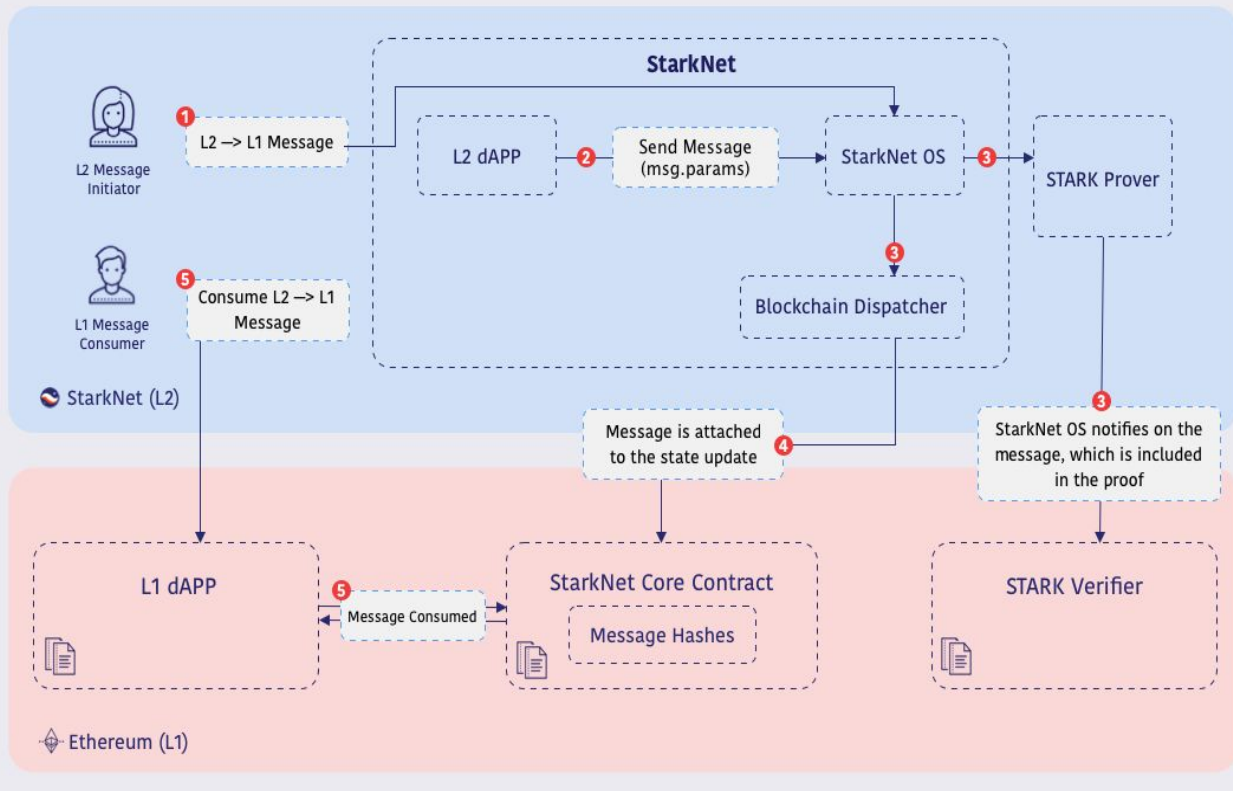 StarkNet
1
L2 —> L1 Message
L2 Message
Initiator
L2 dAPP
2
Send Message
(msg.params)
StarkNet OS
3
STARK Prover
3
Blockchain Dispatcher
5
Consume L2 —> L1
Message
L1 Message
Consumer
StarkNet (L2)
Message is attached
to the state update
4
3
StarkNet OS notifies on the
message, which is included
in the proof
L1 dAPP
5
Message Consumed
StarkNet Core Contract
Message Hashes
STARK Verifier
Ethereum (L1)